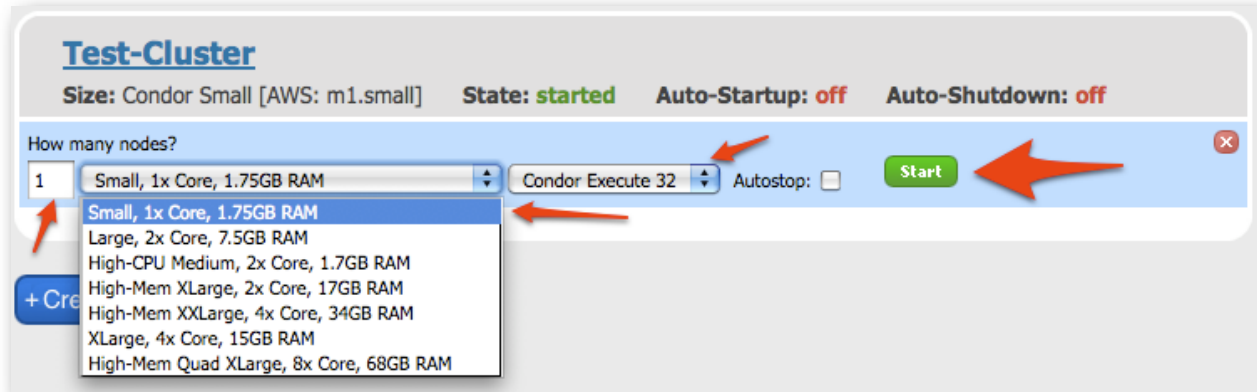 Test-Cluster
Size: Condor Small [AWS: m1.small] State: started Auto-Startup: off Auto-Shutdown: off
How many nodes?
1 Small, 1x Core, 1.75GB RAM Condor Execute 32 Autostop: Start
Small, 1x Core, 1.75GB RAM
Large, 2x Core, 7.5GB RAM
High-CPU Medium, 2x Core, 1.7GB RAM
High-Mem XLarge, 2x Core, 17GB RAM
+ Cre
High-Mem XXLarge, 4x Core, 34GB RAM
XLarge, 4x Core, 15GB RAM
High-Mem Quad XLarge, 8x Core, 68GB RAM